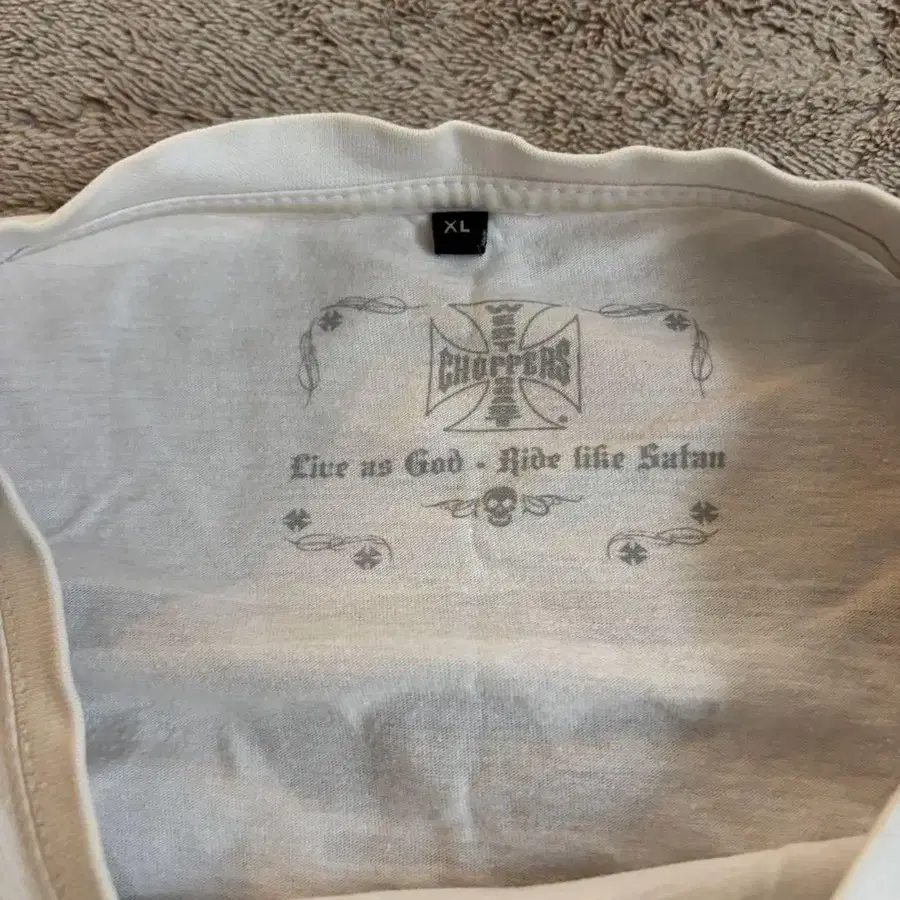 XL
WEST
CHOPPERS
COAST
Live as God - Ride like Satan